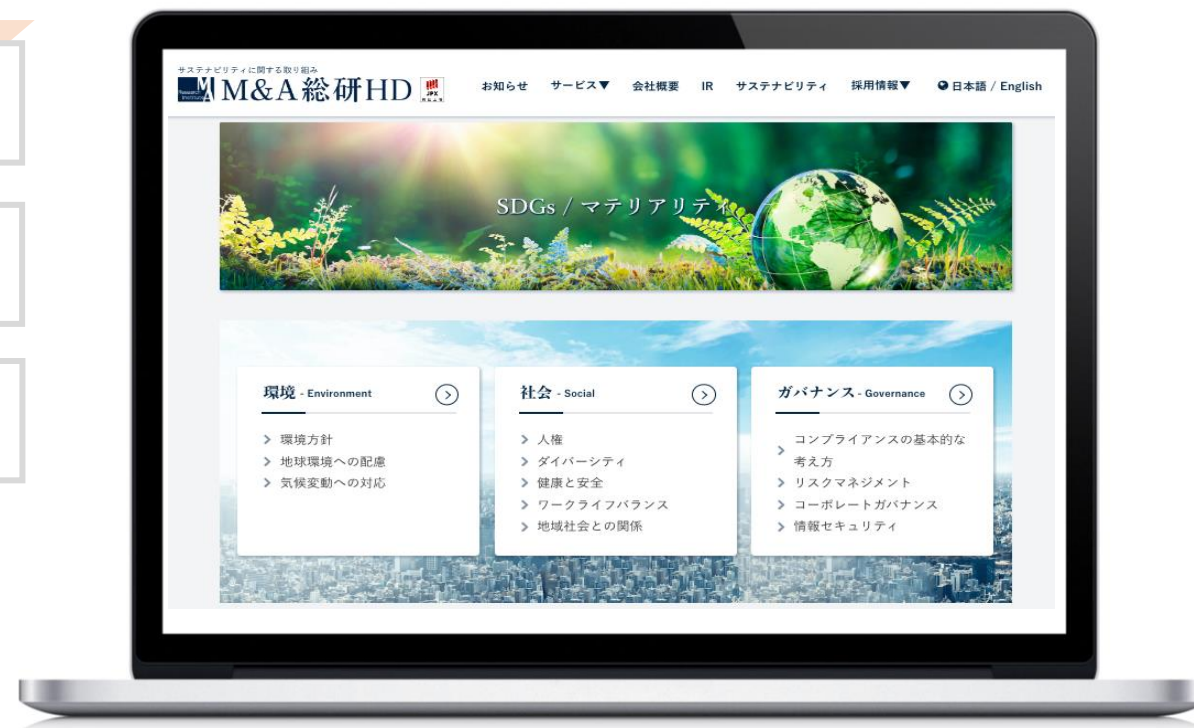 サステナビリティに関する取り組み
M&A総研HD
JPX
お知らせ サービス▼ 会社概要 IR サステナビリティ 採用情報▼ 日本語 / English
SDGs / マテリアリティ
環境 - Environment
環境方針
地球環境への配慮
気候変動への対応
社会 - Social
人権
ダイバーシティ
健康と安全
ワークライフバランス
地域社会との関係
ガバナンス - Governance
コンプライアンスの基本的な
考え方
リスクマネジメント
コーポレートガバナンス
情報セキュリティ